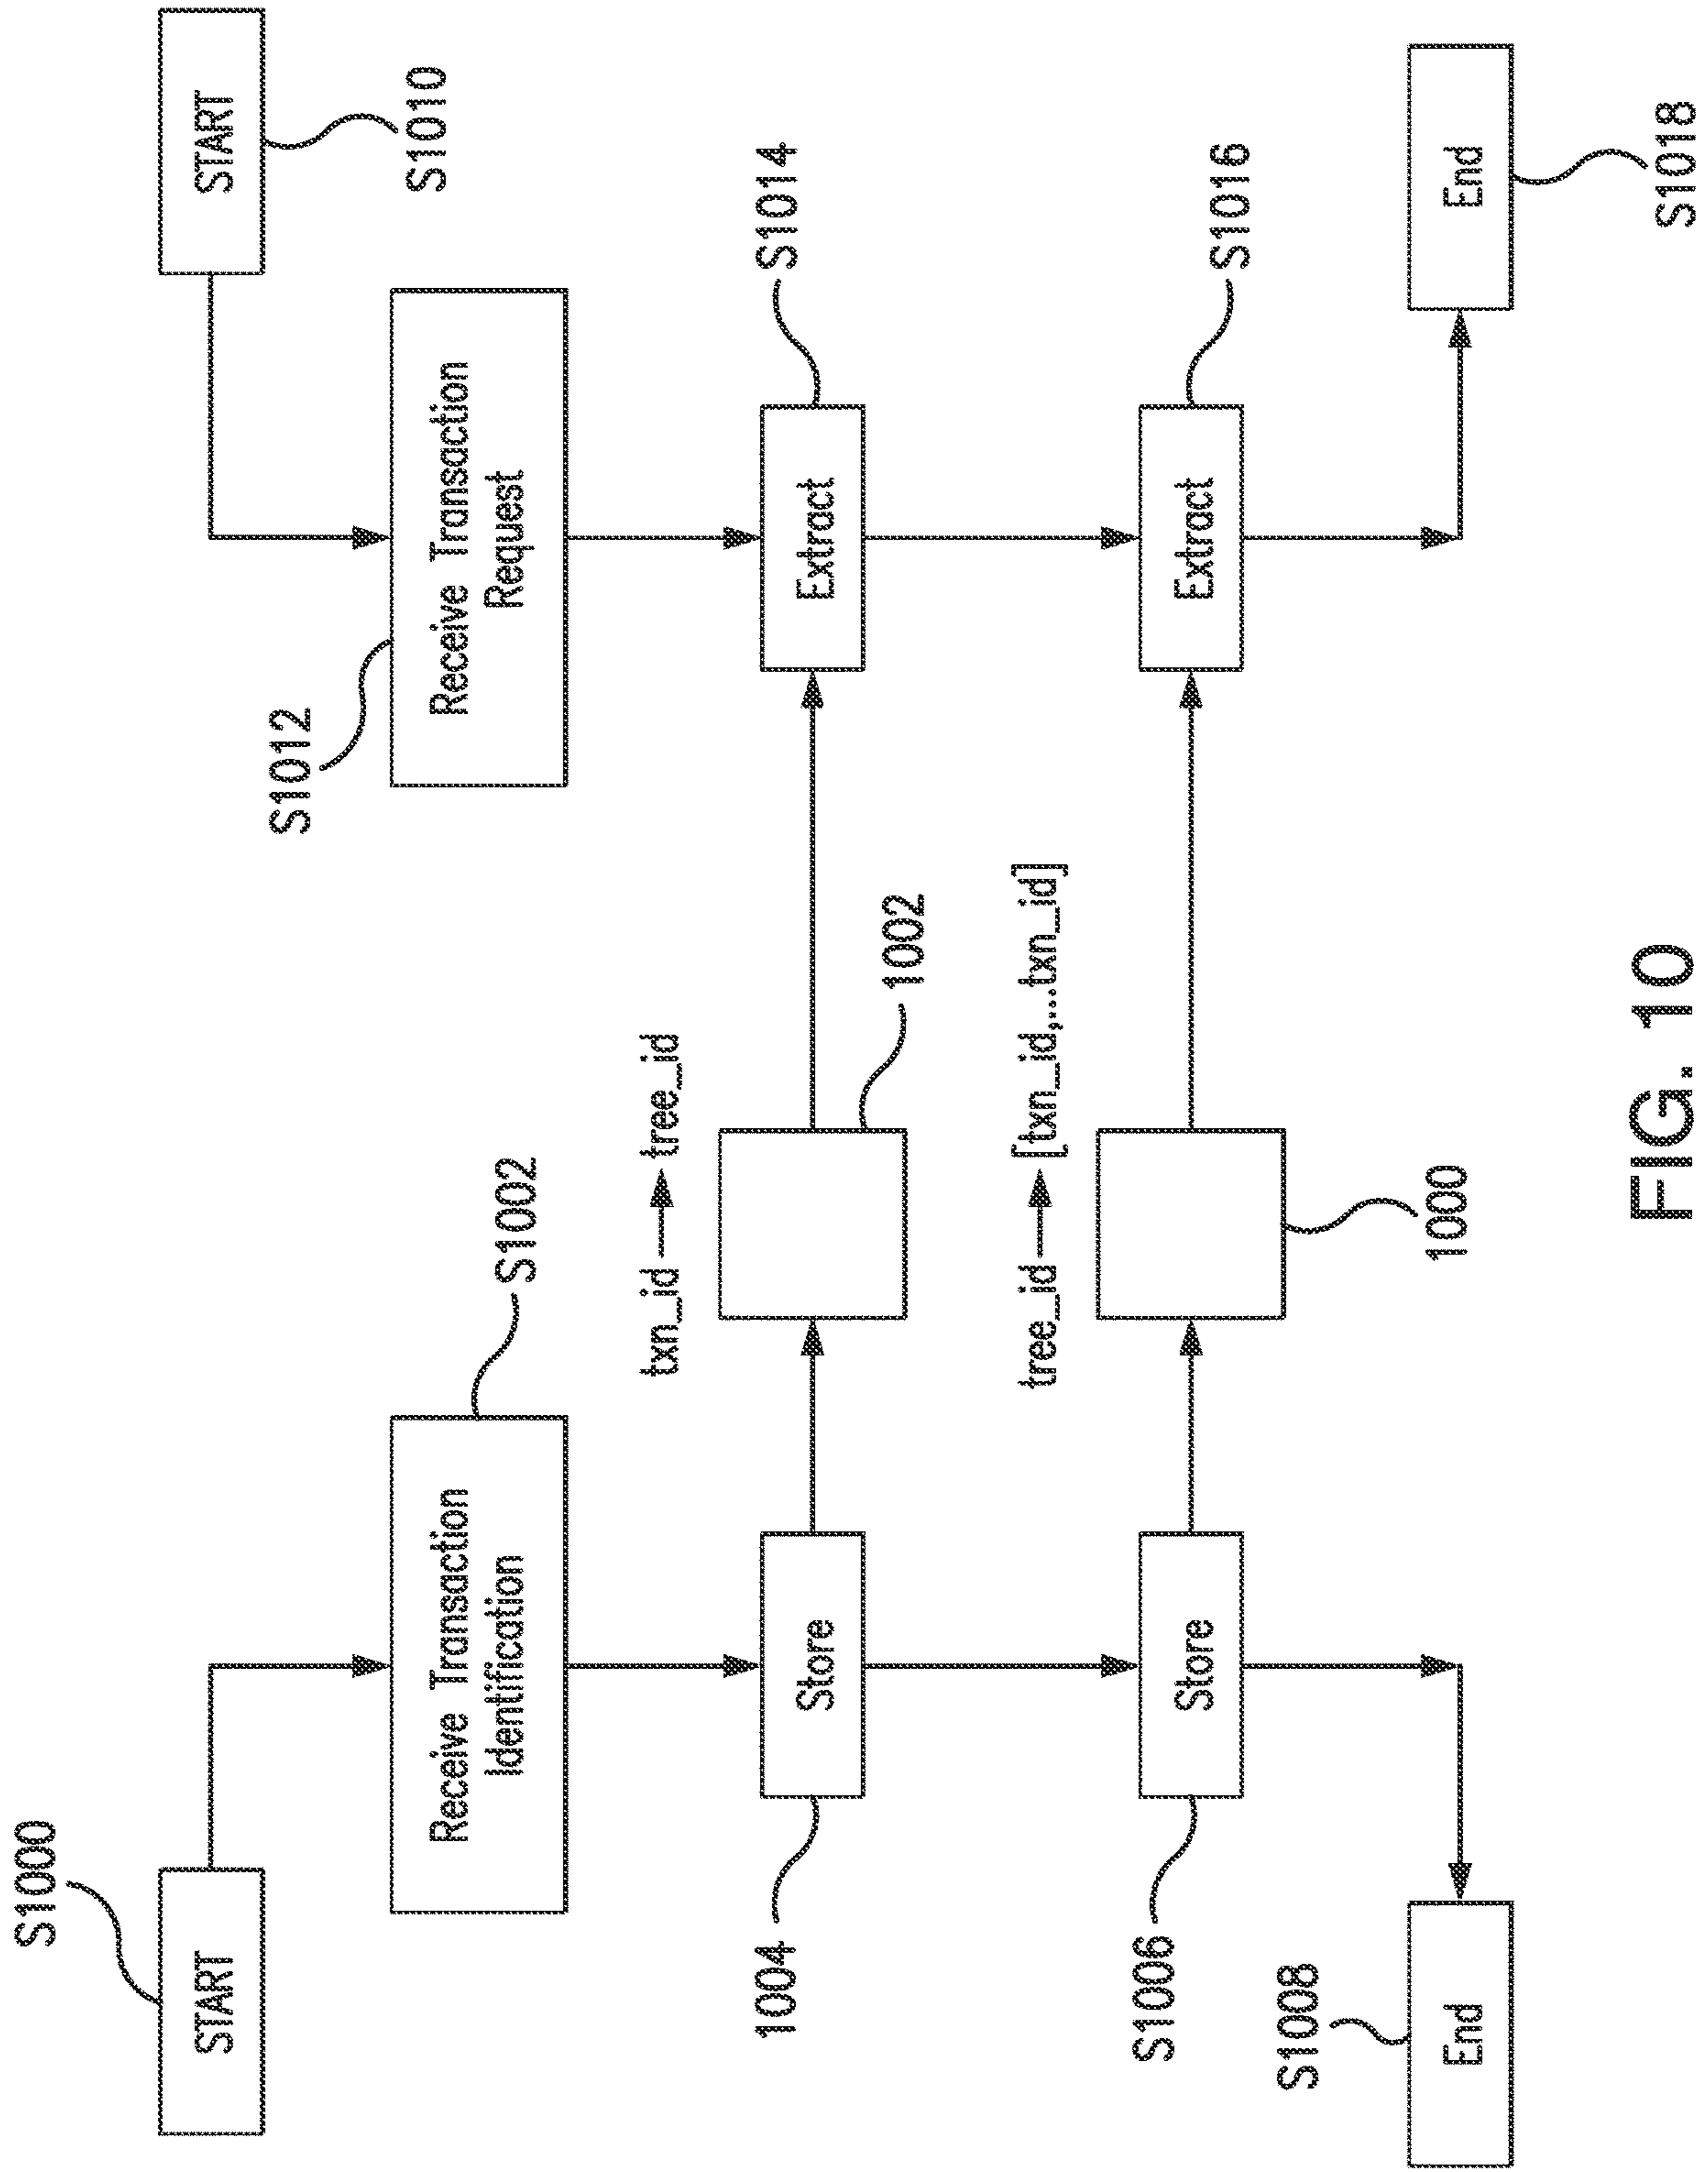 S1000
START
START
S1010
S1012
Receive Transaction
Identification
S1002
Receive Transaction
Request
txn_id
tree_id
1004
Store
1002
Extract
S1014
tree_id
[txn_id,...txn_id]
S1006
Store
1000
Extract
S1016
S1008
End
End
S1018
FIG. 10